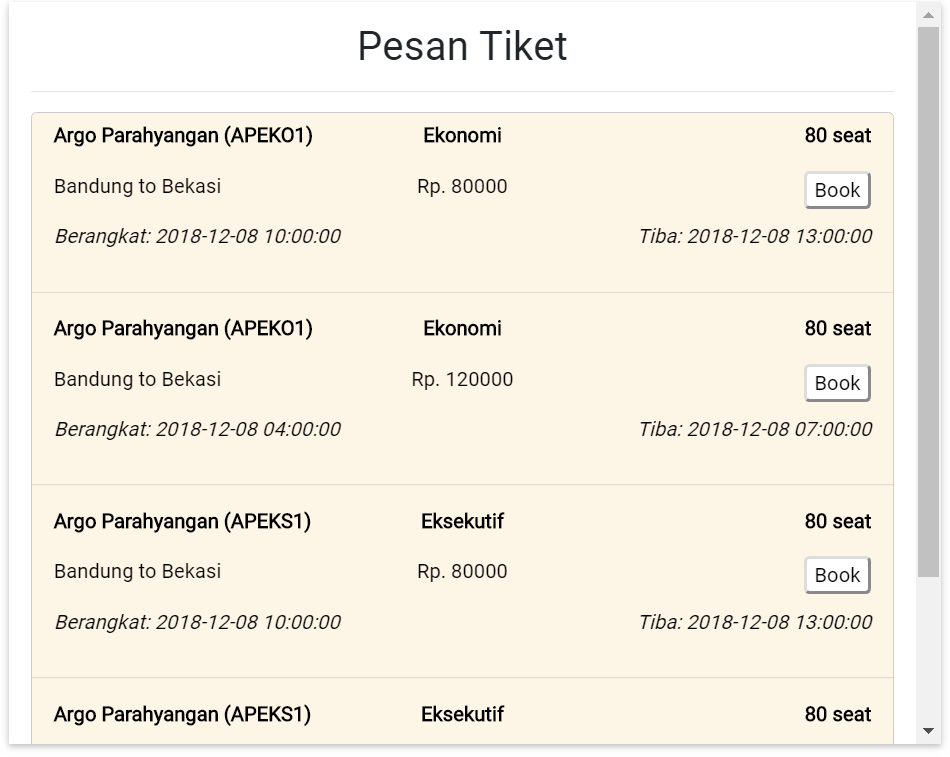 Pesan Tiket
Argo Parahyangan (APEKO1) Ekonomi 80 seat
Bandung to Bekasi Rp. 80000 Book
Berangkat: 2018-12-08 10:00:00 Tiba: 2018-12-08 13:00:00
Argo Parahyangan (APEKO1) Ekonomi 80 seat
Bandung to Bekasi Rp. 120000 Book
Berangkat: 2018-12-08 04:00:00 Tiba: 2018-12-08 07:00:00
Argo Parahyangan (APEKS1) Eksekutif 80 seat
Bandung to Bekasi Rp. 80000 Book
Berangkat: 2018-12-08 10:00:00 Tiba: 2018-12-08 13:00:00
Argo Parahyangan (APEKS1) Eksekutif 80 seat